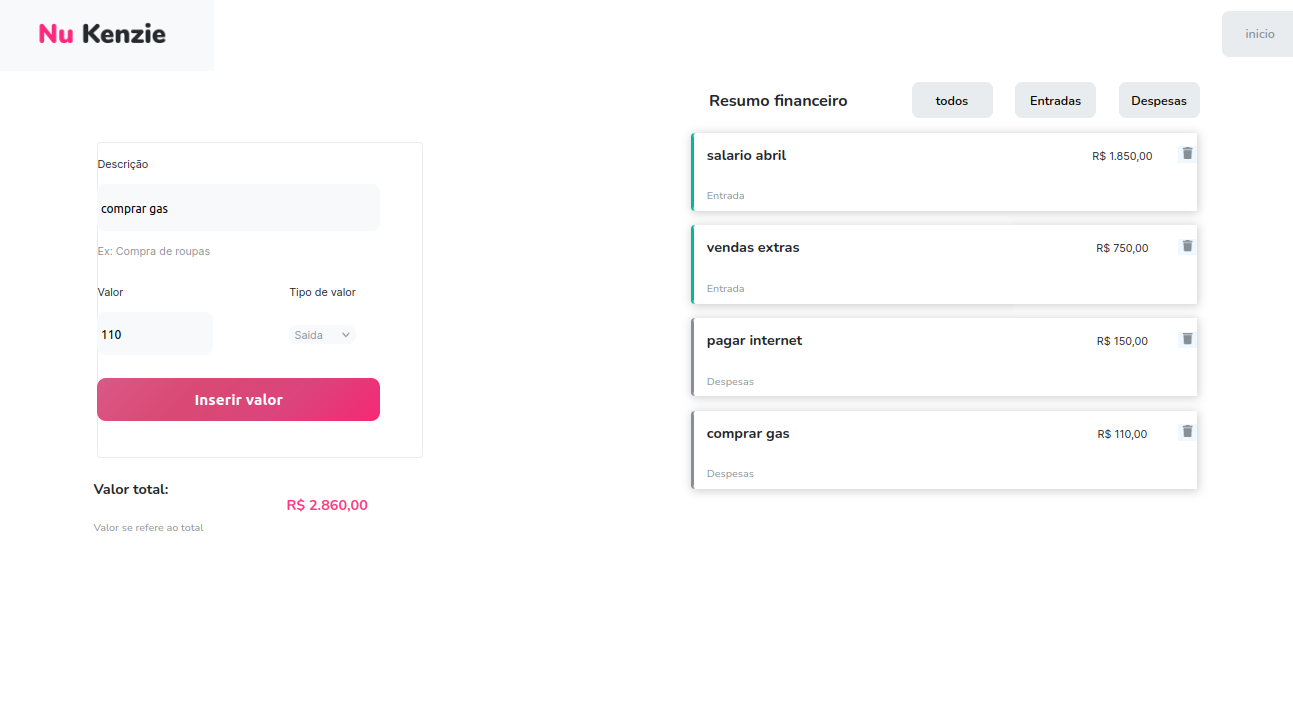 Nu Kenzie
inicio
Descrição
comprar gas
Ex: Compra de roupas
Valor
Tipo de valor
110
Saida
Inserir valor
Valor total:
R$ 2.860,00
Valor se refere ao total
Resumo financeiro
todos
Entradas
Despesas
salario abril
R$ 1.850,00
Entrada
vendas extras
R$ 750,00
Entrada
pagar internet
R$ 150,00
Despesas
comprar gas
R$ 110,00
Despesas